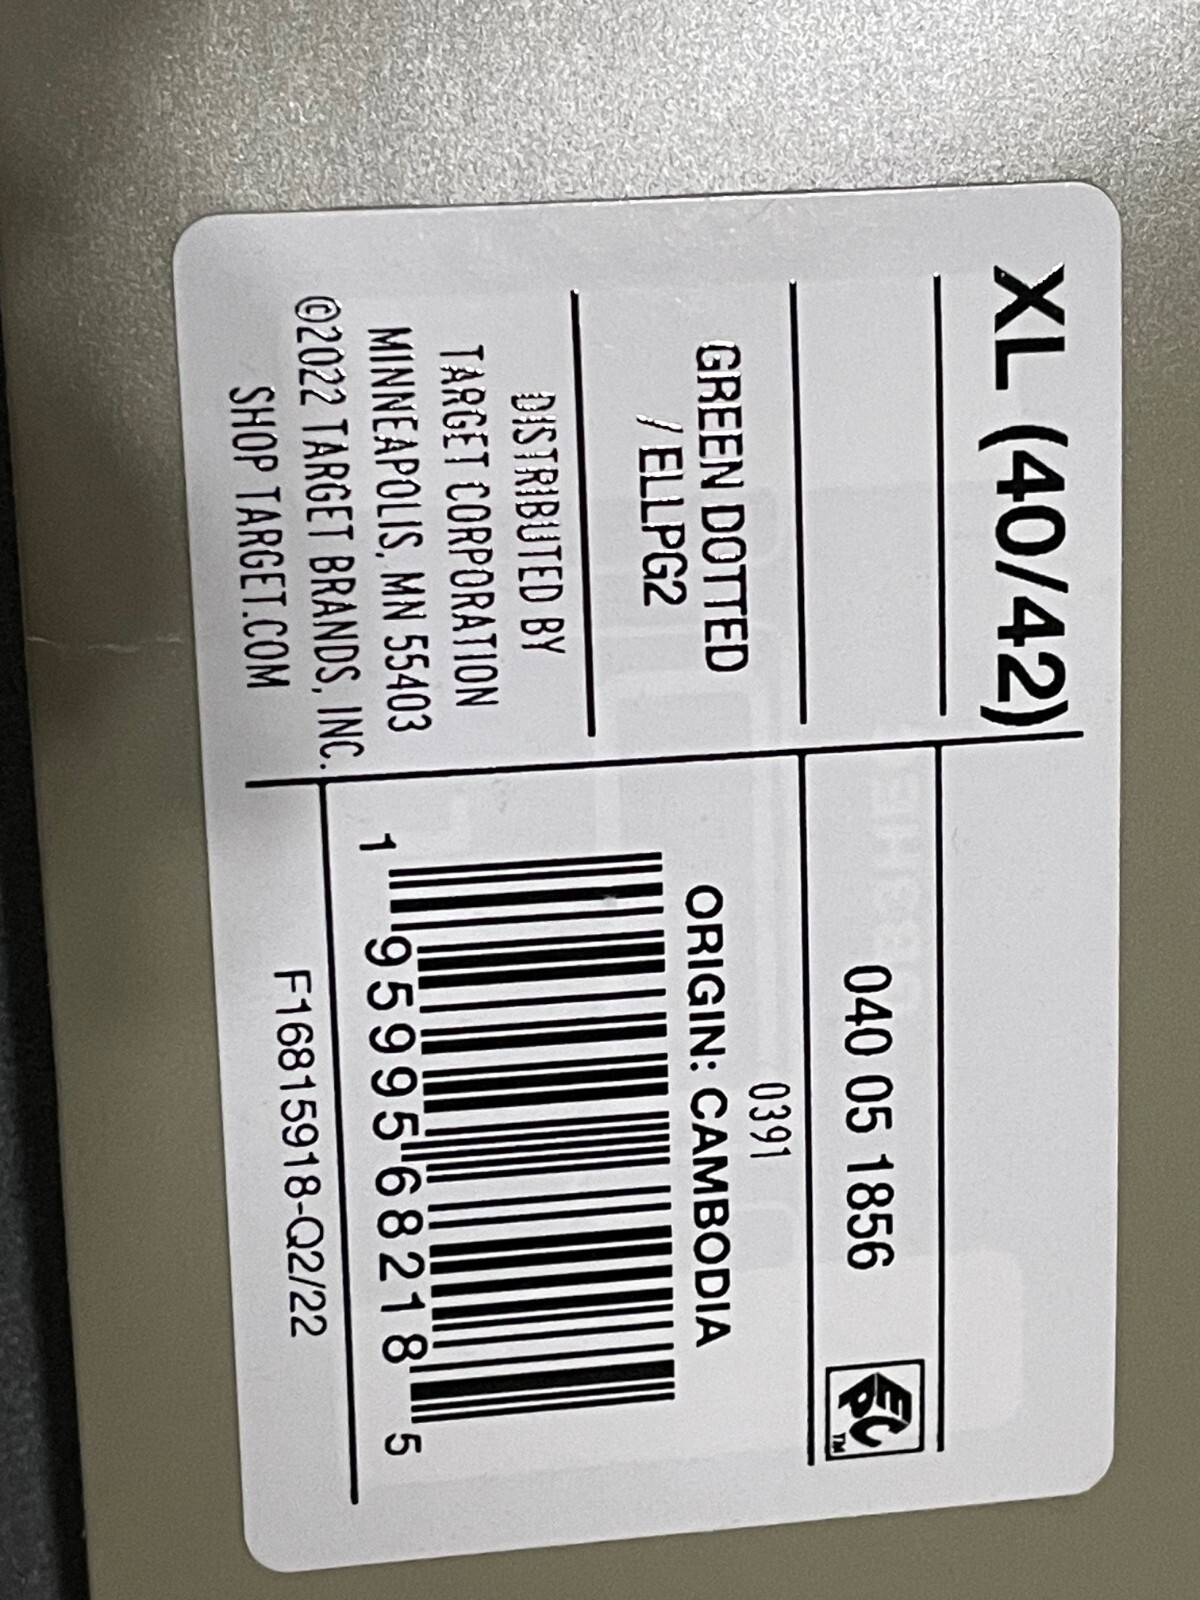 XL (40/42)
040 05 1856
EPC
TM
GREEN DOTTED
/ ELLPG2
0391
ORIGIN: CAMBODIA
1 95995 68218 5
DISTRIBUTED BY
TARGET CORPORATION
MINNEAPOLIS, MN 55403
©2022 TARGET BRANDS, INC.
SHOP TARGET.COM
F16815918-Q2/22